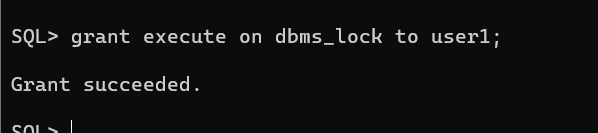 SQL> grant execute on dbms_lock to user1;
Grant succeeded.
SQL>